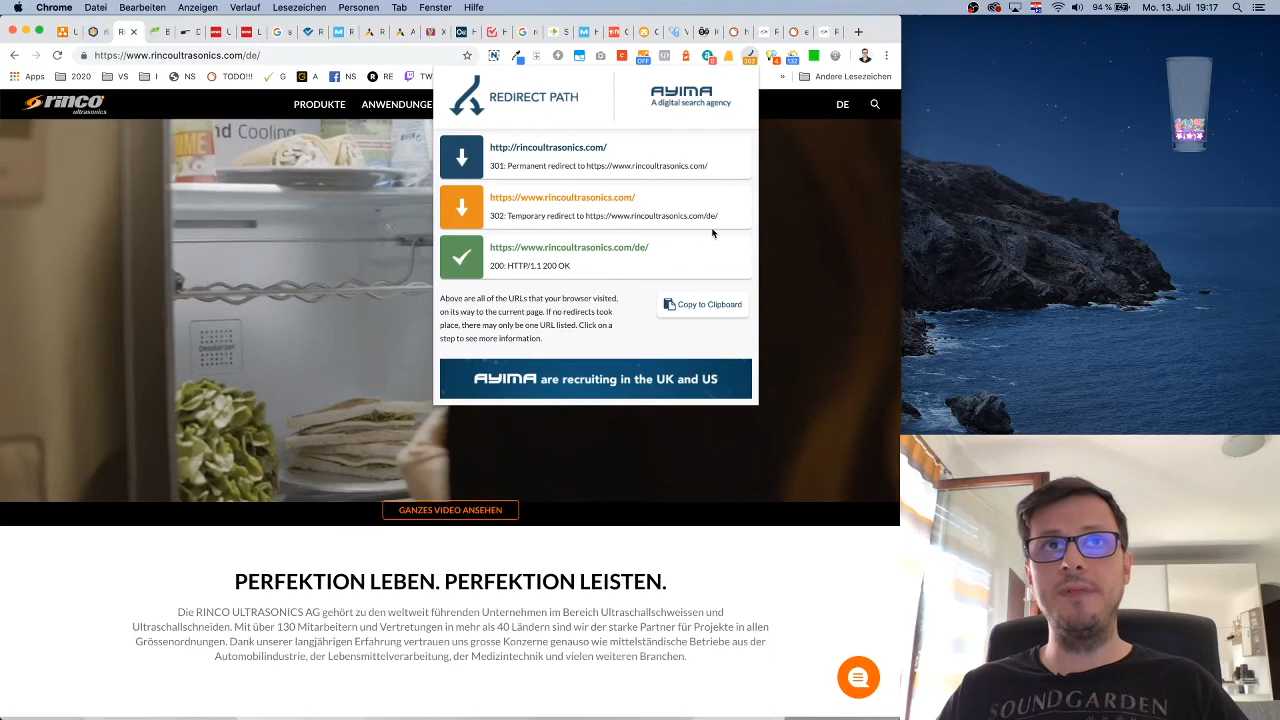 Chrome Datei Bearbeiten Anzeigen Verlauf Lesezeichen Personen Tab Fenster Hilfe
94 % Mo. 13. Juli 19:17
https://www.rincoultrasonics.com/de/
OFF 5 302 4 132
Apps 2020 VS I NS TODO!!! G A NS RE TW » Andere Lesezeichen
rinco
ultrasonics
PRODUKTE ANWENDUNGE DE
REDIRECT PATH
AYIMA
A digital search agency
http://rincoultrasonics.com/
301: Permanent redirect to https://www.rincoultrasonics.com/
https://www.rincoultrasonics.com/
302: Temporary redirect to https://www.rincoultrasonics.com/de/
https://www.rincoultrasonics.com/de/
200: HTTP/1.1 200 OK
Above are all of the URLs that your browser visited,
on its way to the current page. If no redirects took
place, there may only be one URL listed. Click on a
step to see more information.
Copy to Clipboard
AYIMA are recruiting in the UK and US
nd Cooling
Deodorizer
GANZES VIDEO ANSEHEN
PERFEKTION LEBEN. PERFEKTION LEISTEN.
Die RINCO ULTRASONICS AG gehört zu den weltweit führenden Unternehmen im Bereich Ultraschallschweissen und
Ultraschallschneiden. Mit über 130 Mitarbeitern und Vertretungen in mehr als 40 Ländern sind wir der starke Partner für Projekte in allen
Grössenordnungen. Dank unserer langjährigen Erfahrung vertrauen uns grosse Konzerne genauso wie mittelständische Betriebe aus der
Automobilindustrie, der Lebensmittelverarbeitung, der Medizintechnik und vielen weiteren Branchen.
SOUNDGARDEN